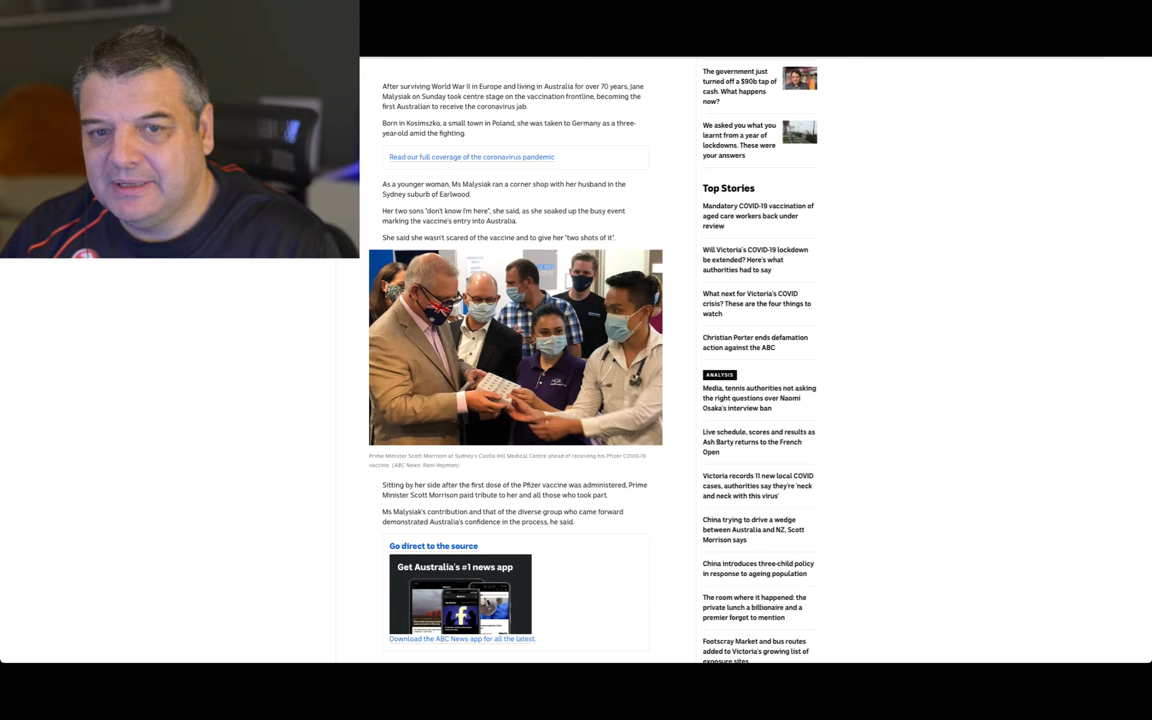 After surviving World War II in Europe and living in Australia for over 70 years, Jane
Malysiak on Sunday took centre stage on the vaccination frontline, becoming the
first Australian to receive the coronavirus jab.
Born in Kosimszko, a small town in Poland, she was taken to Germany as a three-
year-old amid the fighting.
Read our full coverage of the coronavirus pandemic
As a younger woman, Ms Malysiak ran a corner shop with her husband in the
Sydney suburb of Earlwood.
Her two sons "don't know I'm here", she said, as she soaked up the busy event
marking the vaccine's entry into Australia.
She said she wasn't scared of the vaccine and to give her "two shots of it".
Prime Minister Scott Morrison at Sydney's Castle Hill Medical Centre ahead of receiving his Pfizer COVID-19
vaccine. (ABC News: Rani Hayman)
Sitting by her side after the first dose of the Pfizer vaccine was administered, Prime
Minister Scott Morrison paid tribute to her and all those who took part.
Ms Malysiak's contribution and that of the diverse group who came forward
demonstrated Australia's confidence in the process, he said.
Go direct to the source
Get Australia's #1 news app
Download the ABC News app for all the latest.
The government just
turned off a $90b tap of
cash. What happens
now?
We asked you what you
learnt from a year of
lockdowns. These were
your answers
Top Stories
Mandatory COVID-19 vaccination of
aged care workers back under
review
Will Victoria's COVID-19 lockdown
be extended? Here's what
authorities had to say
What next for Victoria's COVID
crisis? These are the four things to
watch
Christian Porter ends defamation
action against the ABC
ANALYSIS
Media, tennis authorities not asking
the right questions over Naomi
Osaka's interview ban
Live schedule, scores and results as
Ash Barty returns to the French
Open
Victoria records 11 new local COVID
cases, authorities say they're 'neck
and neck with this virus'
China trying to drive a wedge
between Australia and NZ, Scott
Morrison says
China introduces three-child policy
in response to ageing population
The room where it happened: the
private lunch a billionaire and a
premier forgot to mention
Footscray Market and bus routes
added to Victoria's growing list of
exposure sites